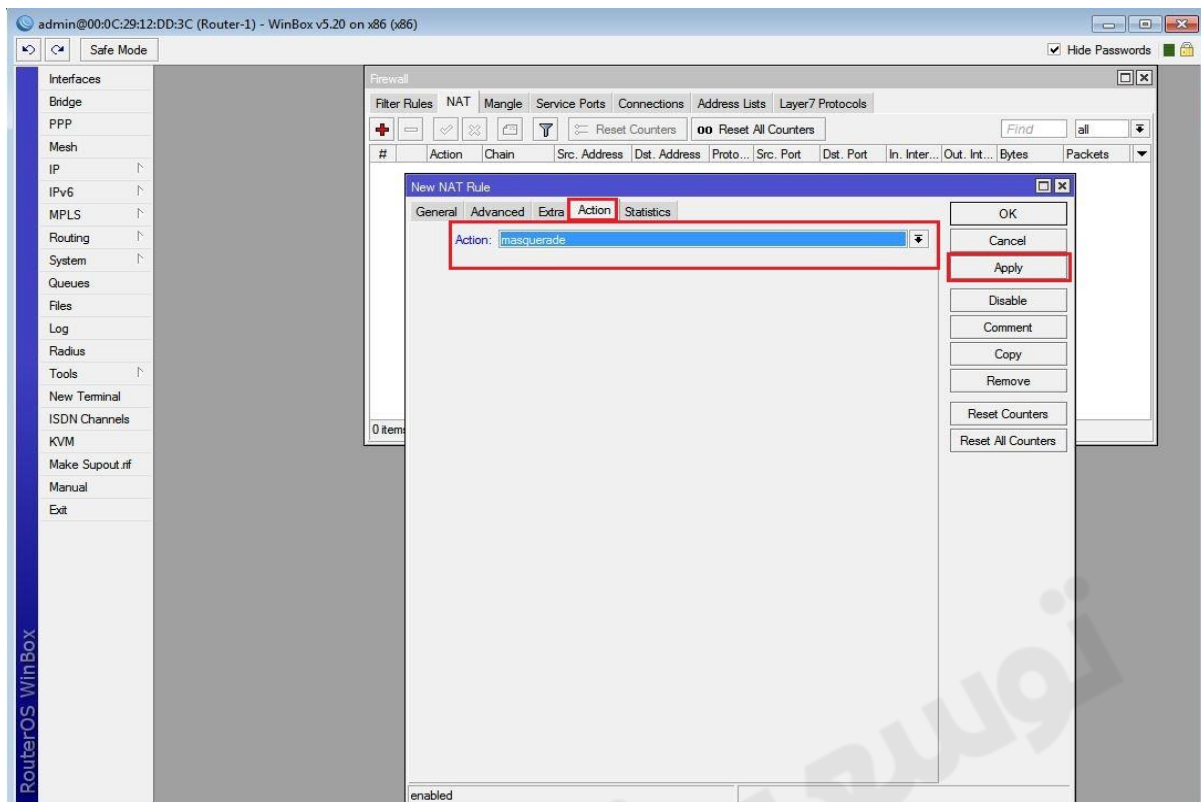 admin@00:0C:29:12:DD:3C (Router-1) - WinBox v5.20 on x86 (x86)
Safe Mode
Hide Passwords
Interfaces
Bridge
PPP
Mesh
IP
IPv6
MPLS
Routing
System
Queues
Files
Log
Radius
Tools
New Terminal
ISDN Channels
KVM
Make Supout.rif
Manual
Exit
RouterOS WinBox
Firewall
Filter Rules NAT Mangle Service Ports Connections Address Lists Layer7 Protocols
Reset Counters 00 Reset All Counters Find all
# Action Chain Src. Address Dst. Address Proto... Src. Port Dst. Port In. Inter... Out. Int... Bytes Packets
0 items
New NAT Rule
General Advanced Extra Action Statistics
Action: masquerade
OK
Cancel
Apply
Disable
Comment
Copy
Remove
Reset Counters
Reset All Counters
enabled